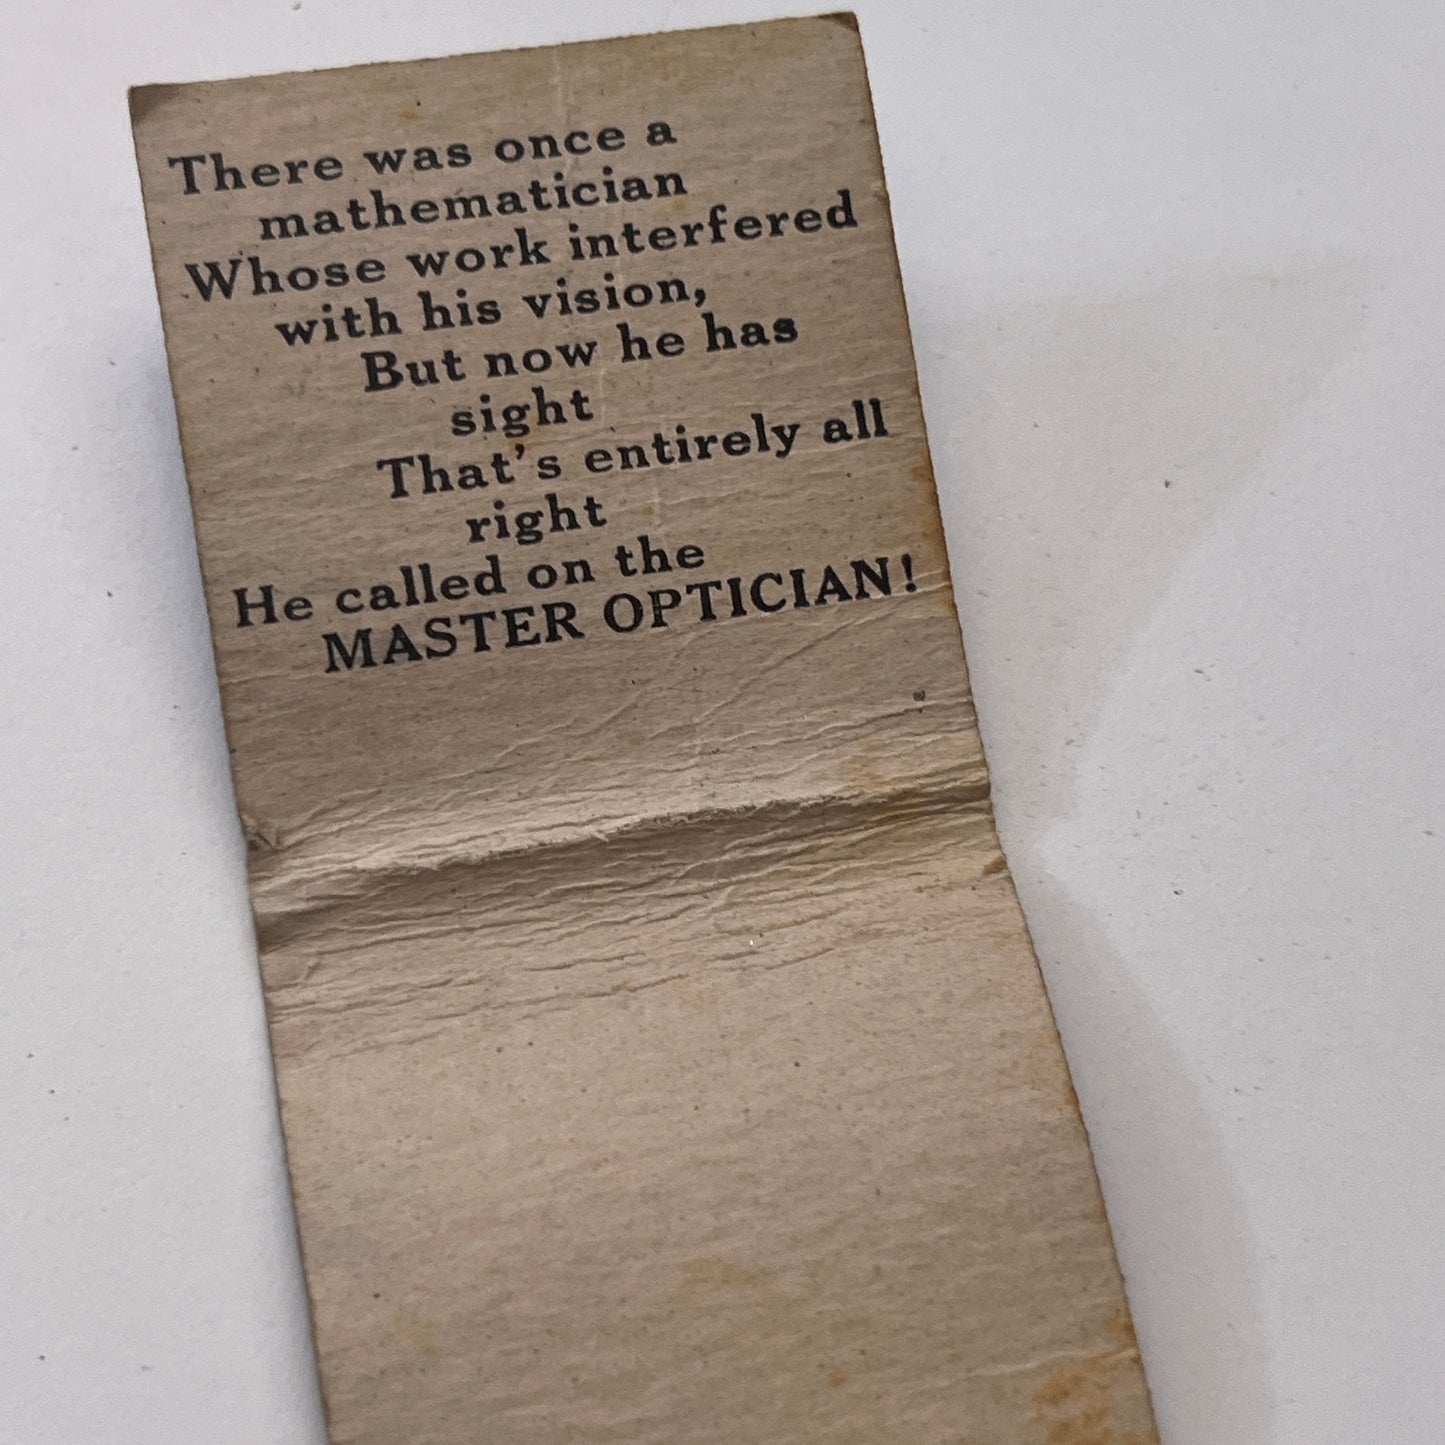 There was once a
mathematician
Whose work interfered
with his vision,
But now he has
sight
That's entirely all
right
He called on the
MASTER OPTICIAN!